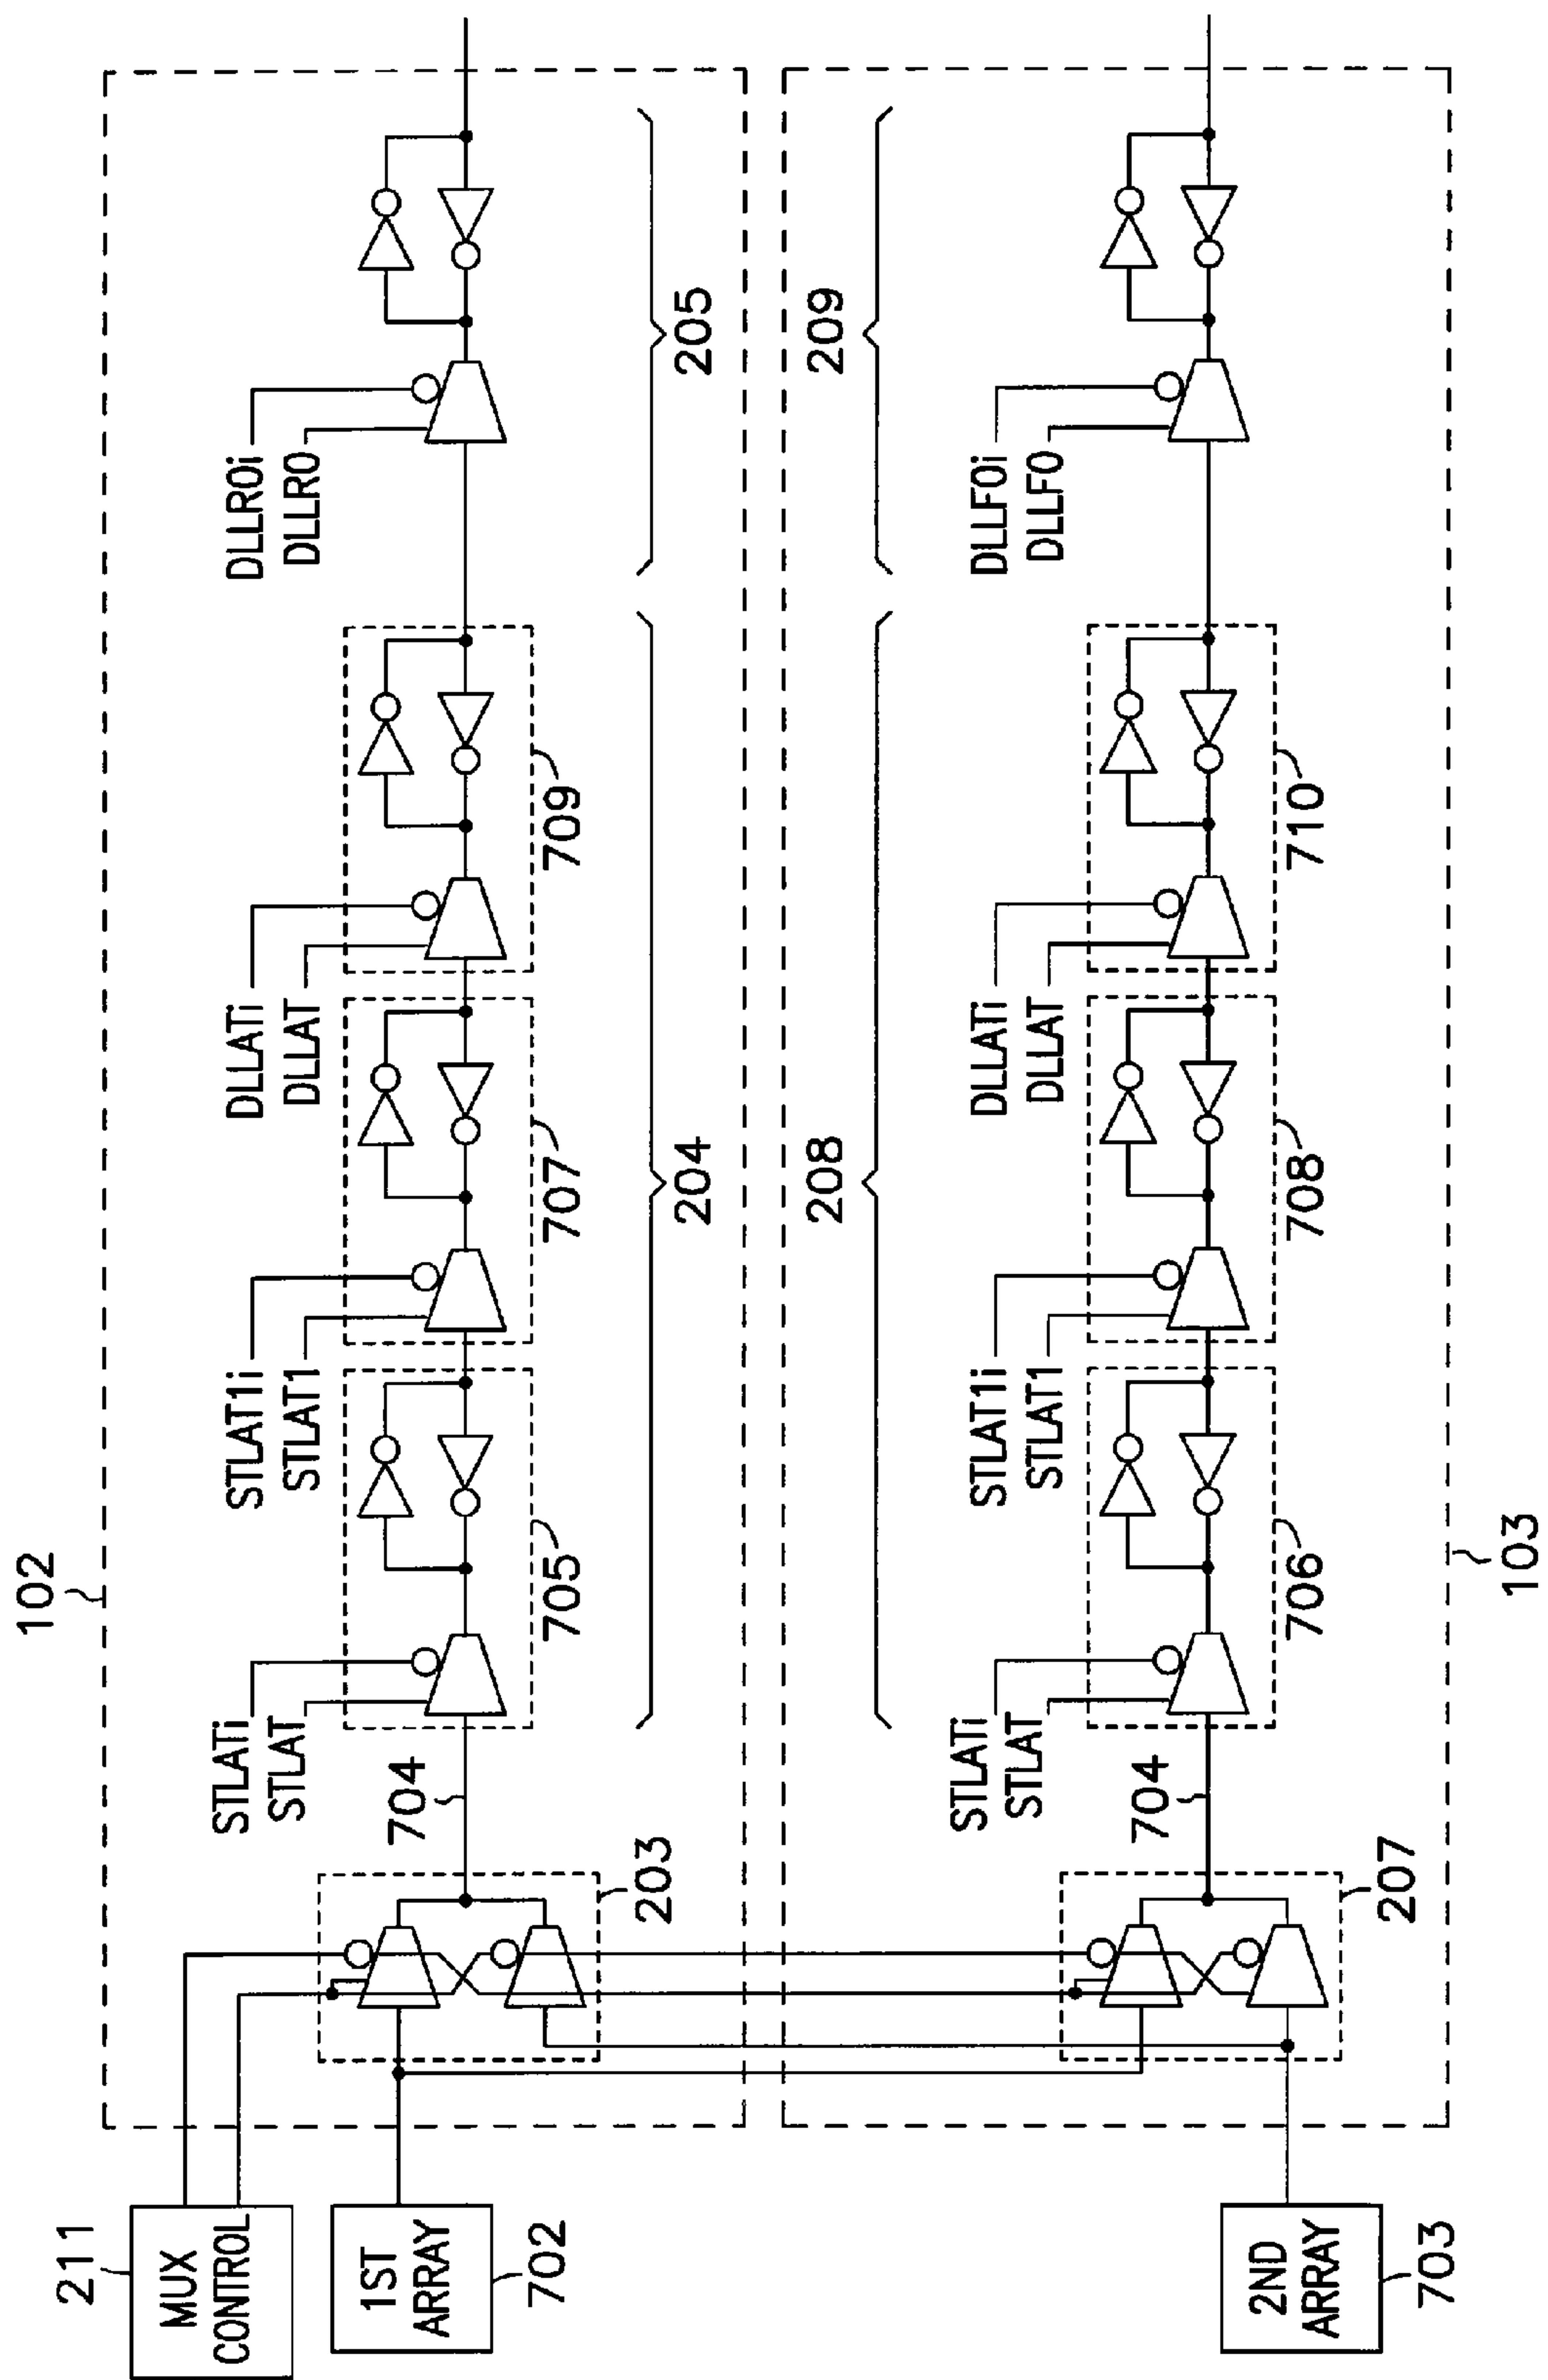 102
211
MUX
CONTROL
1ST
ARRAY
702
2ND
ARRAY
703
203
207
704
STLATi
STLAT
705
STLAT1i
STLAT1
707
DLLATi
DLLAT
709
DLLR0i
DLLR0
204
205
704
STLATi
STLAT
706
STLAT1i
STLAT1
708
DLLATi
DLLAT
710
DLLF0i
DLLF0
208
209
103